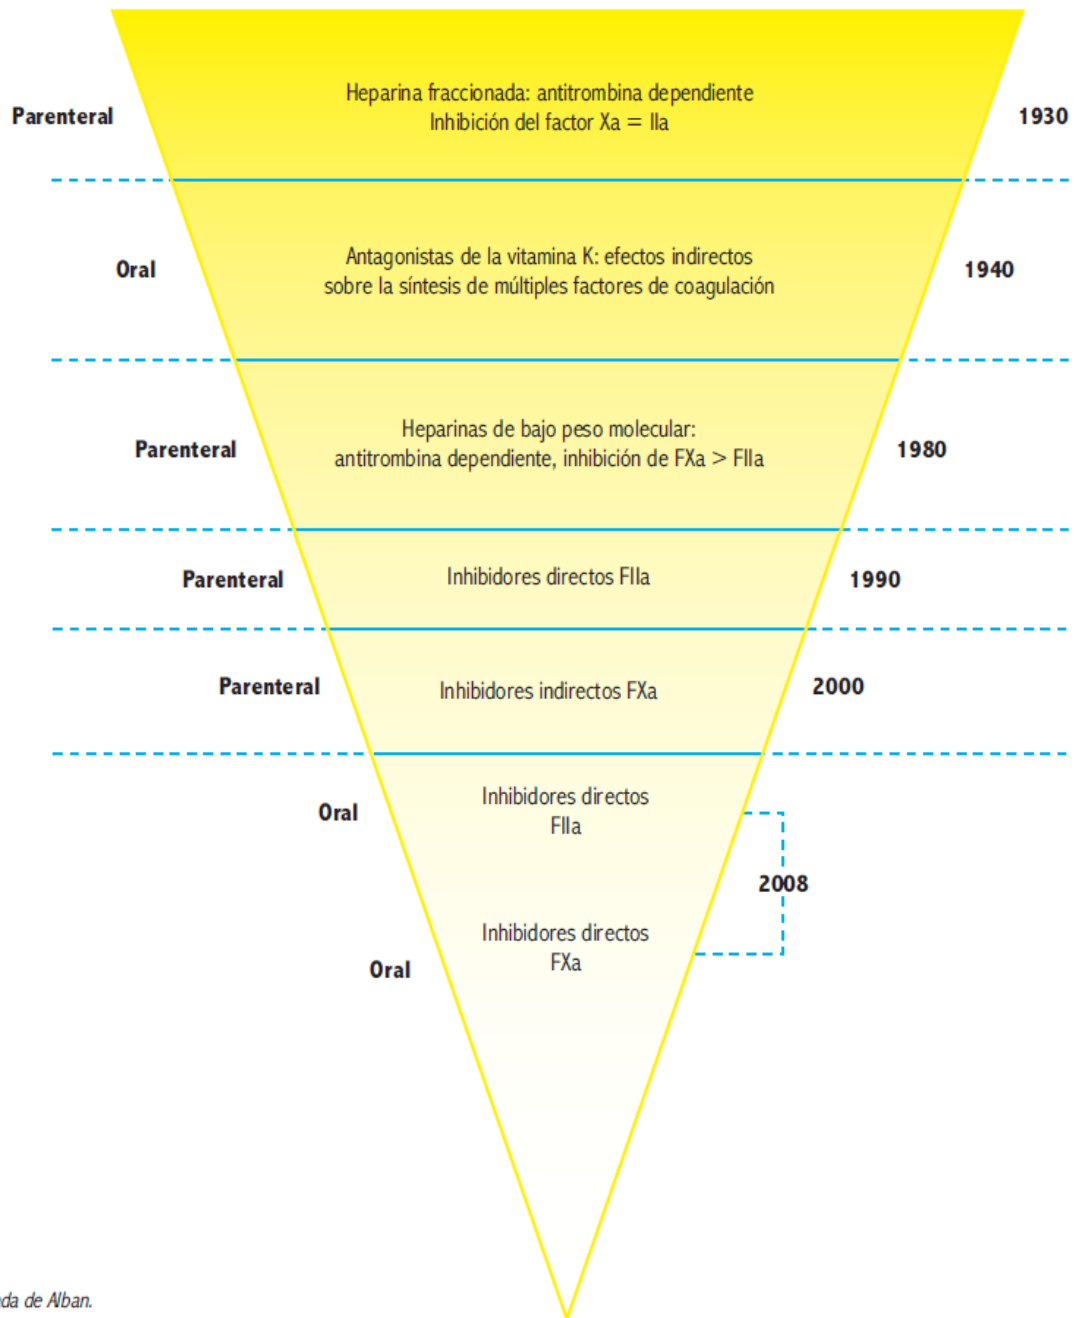 Heparina fraccionada: antitrombina dependiente
Parenteral
Inhibición del factor Xa = IIa
1930
Antagonistas de la vitamina K: efectos indirectos
Oral
sobre la síntesis de múltiples factores de coagulación
1940
Heparinas de bajo peso molecular:
Parenteral
antitrombina dependiente, inhibición de FXa > FIIa
1980
Parenteral
Inhibidores directos FIIa
1990
Parenteral
Inhibidores indirectos FXa
2000
Oral
Inhibidores directos
FIIa
2008
Inhibidores directos
FXa
Oral
da de Alban.